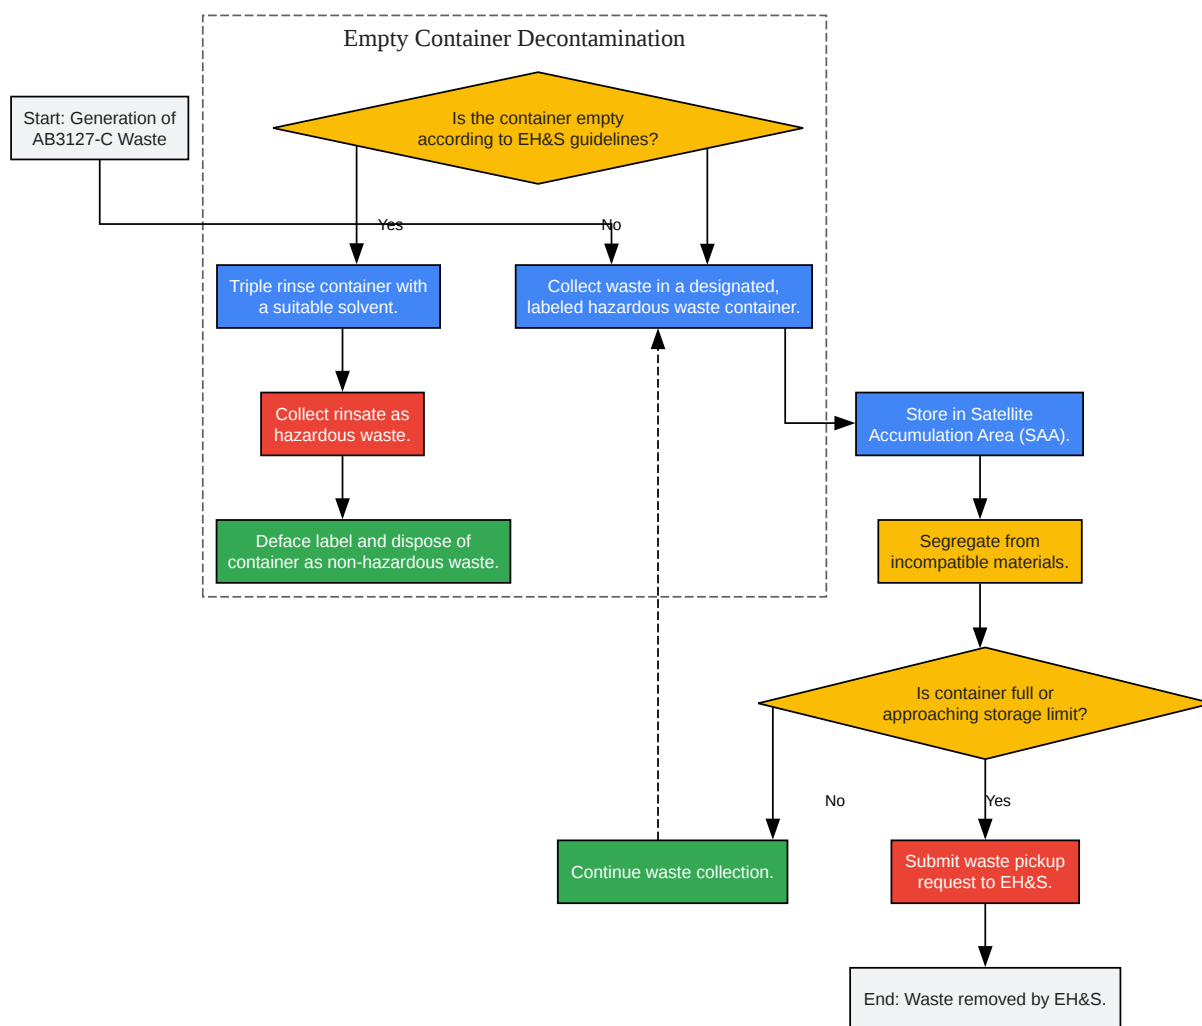 Empty Container Decontamination
Start: Generation of
AB3127-C Waste
Is the container empty
according to EH&S guidelines?
Yes
No
Triple rinse container with
a suitable solvent.
Collect waste in a designated,
labeled hazardous waste container.
Collect rinsate as
hazardous waste.
Store in Satellite
Accumulation Area (SAA).
Deface label and dispose of
container as non-hazardous waste.
Segregate from
incompatible materials.
Is container full or
approaching storage limit?
No
Yes
Continue waste collection.
Submit waste pickup
request to EH&S.
End: Waste removed by EH&S.